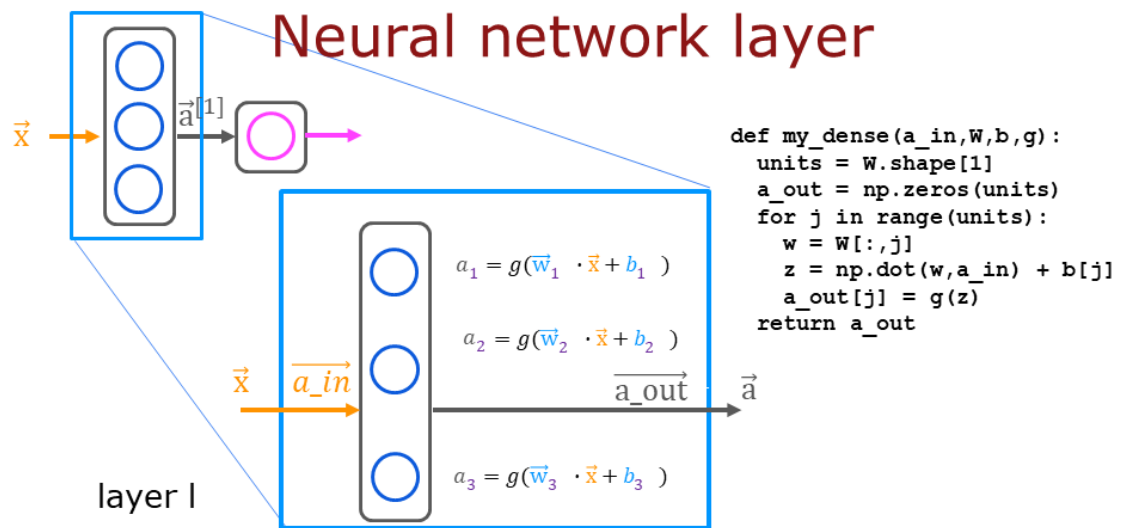 Neural network layer
x⃗
a⃗[1]
def my_dense(a_in,W,b,g):
  units = W.shape[1]
  a_out = np.zeros(units)
  for j in range(units):
    w = W[:,j]
    z = np.dot(w,a_in) + b[j]
    a_out[j] = g(z)
  return a_out
a₁ = g(w⃗₁ · x⃗ + b₁ )
a₂ = g(w⃗₂ · x⃗ + b₂ )
x⃗ a_in a_out a⃗
a₃ = g(w⃗₃ · x⃗ + b₃ )
layer l